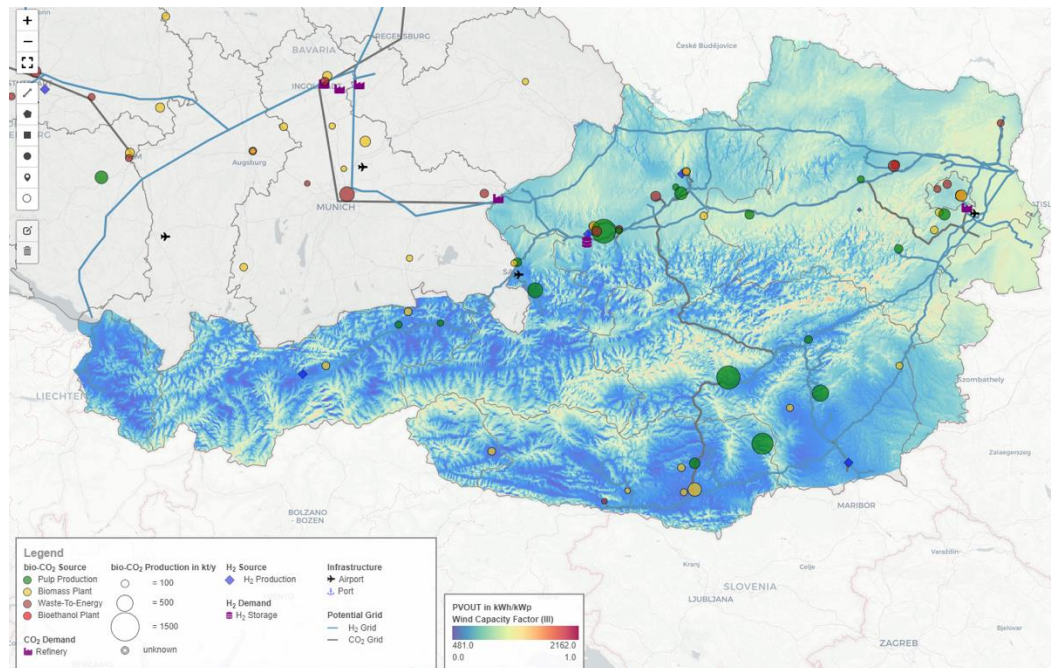 +
−
České Budějovice
REGENSBURG
BAVARIA
Augsburg
MUNICH
LIECHTE
BOLZANO
- BOZEN
Szombathely
Zalaegerszeg
MARIBOR
Varaždin
Kranj
Celje
SLOVENIA
LJUBLJANA
Bjelovar
ZAGREB
Legend
bio-CO₂ Source
Pulp Production
Biomass Plant
Waste-To-Energy
Bioethanol Plant
CO₂ Demand
Refinery
bio-CO₂ Production in kt/y
= 100
= 500
= 1500
unknown
H₂ Source
H₂ Production
H₂ Demand
H₂ Storage
Infrastructure
Airport
Port
Potential Grid
H₂ Grid
CO₂ Grid
PVOUT in kWh/kWp
Wind Capacity Factor (III)
481.0 2162.0
0.0 1.0